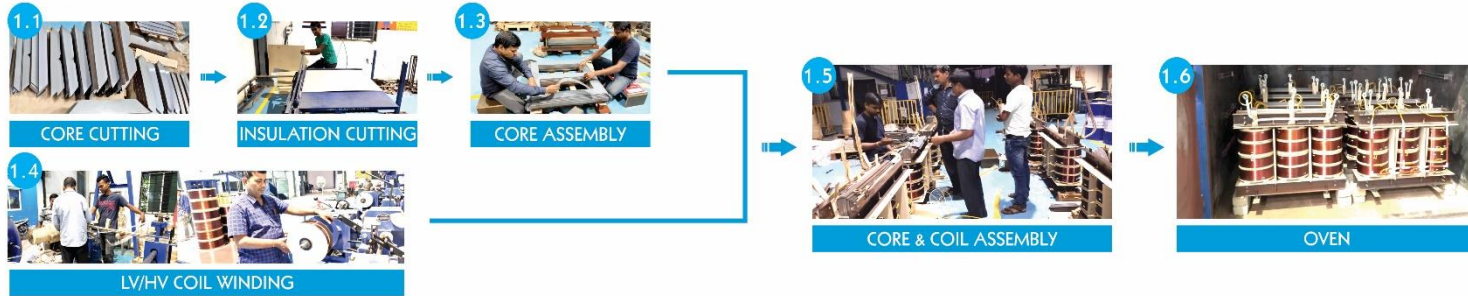 1.1
CORE CUTTING
1.2
INSULATION CUTTING
1.3
CORE ASSEMBLY
1.4
LV/HV COIL WINDING
1.5
CORE & COIL ASSEMBLY
1.6
OVEN